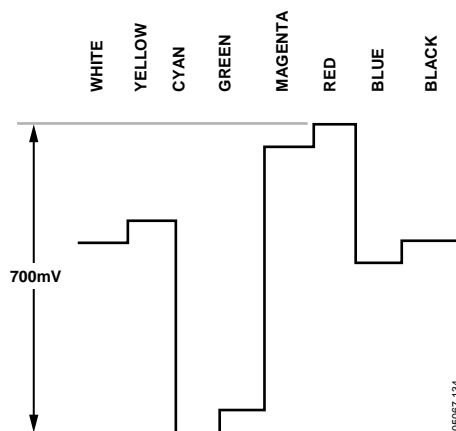 WHITE
YELLOW
CYAN
GREEN
MAGENTA
RED
BLUE
BLACK
700mV
05067-124